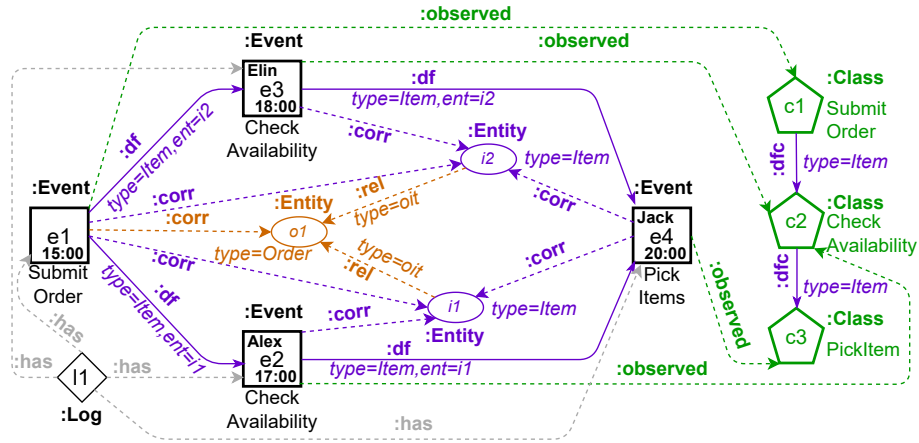 :observed
:Event
:observed
:Class
Elin
e3
18:00
:df
type=Item,ent=i2
c1
Submit
Order
Check
Availability
:df
type=Item,ent=i2
:corr
:Entity
i2
type=Item
:dfc
type=Item
:Event
:corr
:rel
type=oit
:corr
:Event
:Class
e1
15:00
:corr
:Entity
o1
type=Order
Jack
e4
20:00
c2
Check
Availability
Submit
Order
:corr
type=oit
:rel
:corr
Pick
Items
:dfc
type=Item
:df
type=Item,ent=i1
i1
type=Item
:Event
:corr
:Entity
:observed
:Class
:has
:has
Alex
e2
17:00
:df
type=Item,ent=i1
c3
PickItem
l1
:has
:observed
:Log
Check
Availability
:has